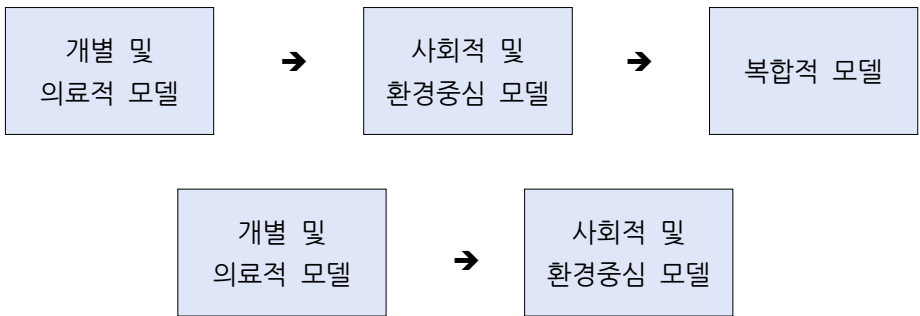 개별 및
의료적 모델
➔
사회적 및
환경중심 모델
➔
복합적 모델
개별 및
의료적 모델
➔
사회적 및
환경중심 모델